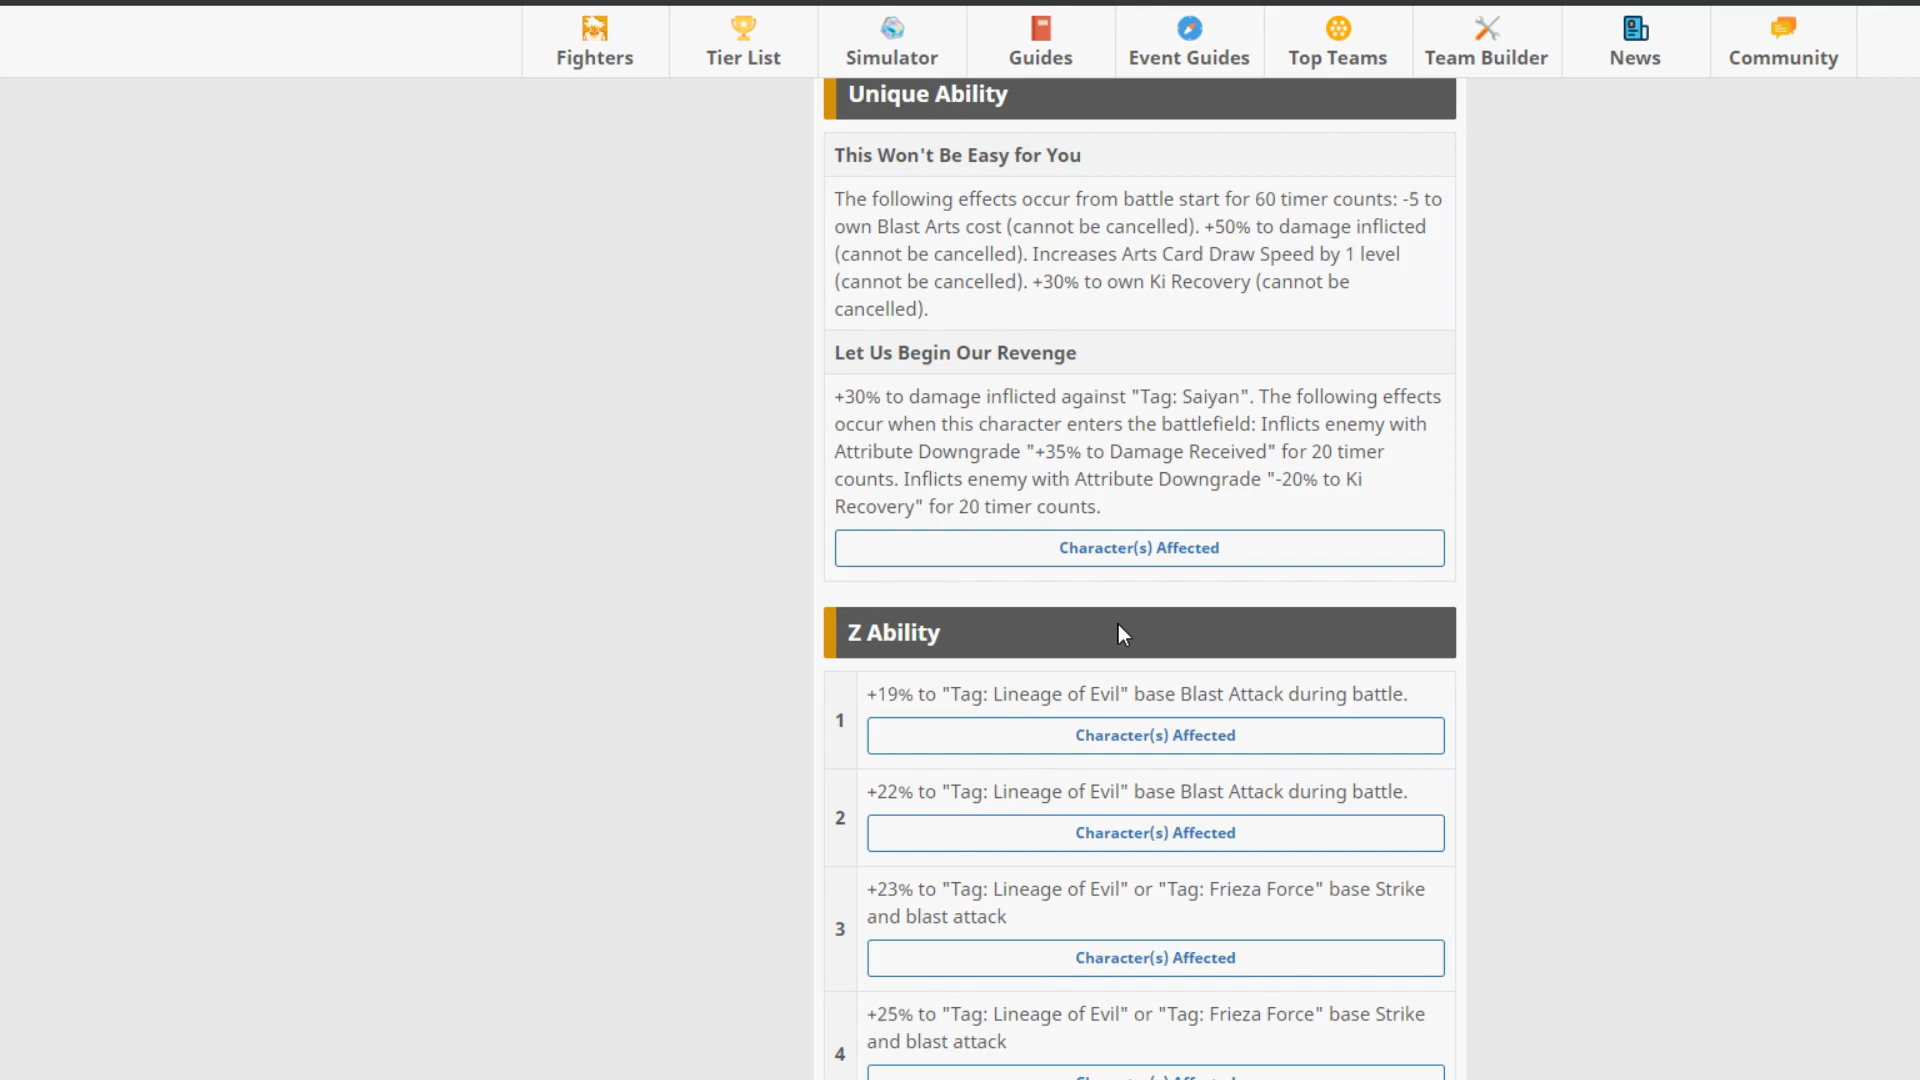 Fighters
Tier List
Simulator
Guides
Event Guides
Top Teams
Team Builder
News
Community
Unique Ability
This Won't Be Easy for You
The following effects occur from battle start for 60 timer counts: -5 to
own Blast Arts cost (cannot be cancelled). +50% to damage inflicted
(cannot be cancelled). Increases Arts Card Draw Speed by 1 level
(cannot be cancelled). +30% to own Ki Recovery (cannot be
cancelled).
Let Us Begin Our Revenge
+30% to damage inflicted against "Tag: Saiyan". The following effects
occur when this character enters the battlefield: Inflicts enemy with
Attribute Downgrade "+35% to Damage Received" for 20 timer
counts. Inflicts enemy with Attribute Downgrade "-20% to Ki
Recovery" for 20 timer counts.
Character(s) Affected
Z Ability
1
+19% to "Tag: Lineage of Evil" base Blast Attack during battle.
Character(s) Affected
2
+22% to "Tag: Lineage of Evil" base Blast Attack during battle.
Character(s) Affected
3
+23% to "Tag: Lineage of Evil" or "Tag: Frieza Force" base Strike
and blast attack
Character(s) Affected
4
+25% to "Tag: Lineage of Evil" or "Tag: Frieza Force" base Strike
and blast attack